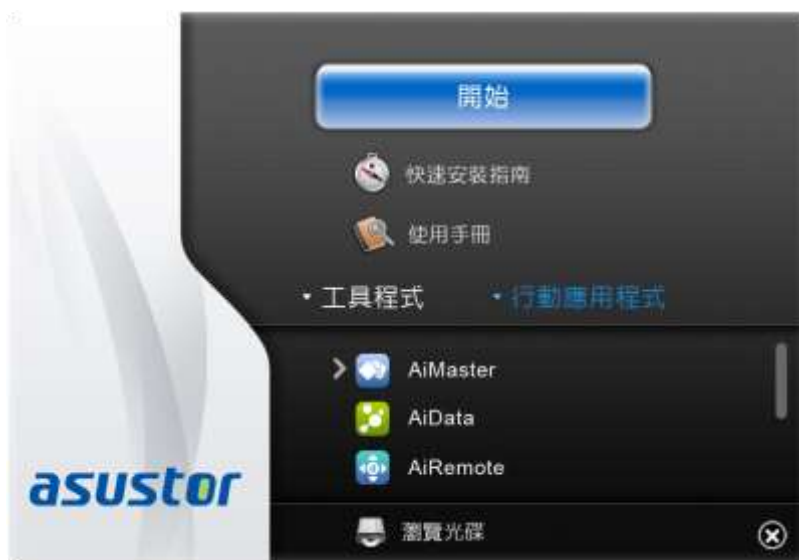 開始
快速安裝指南
使用手冊
工具程式 行動應用程式
AiMaster
AiData
AiRemote
asustor
瀏覽光碟